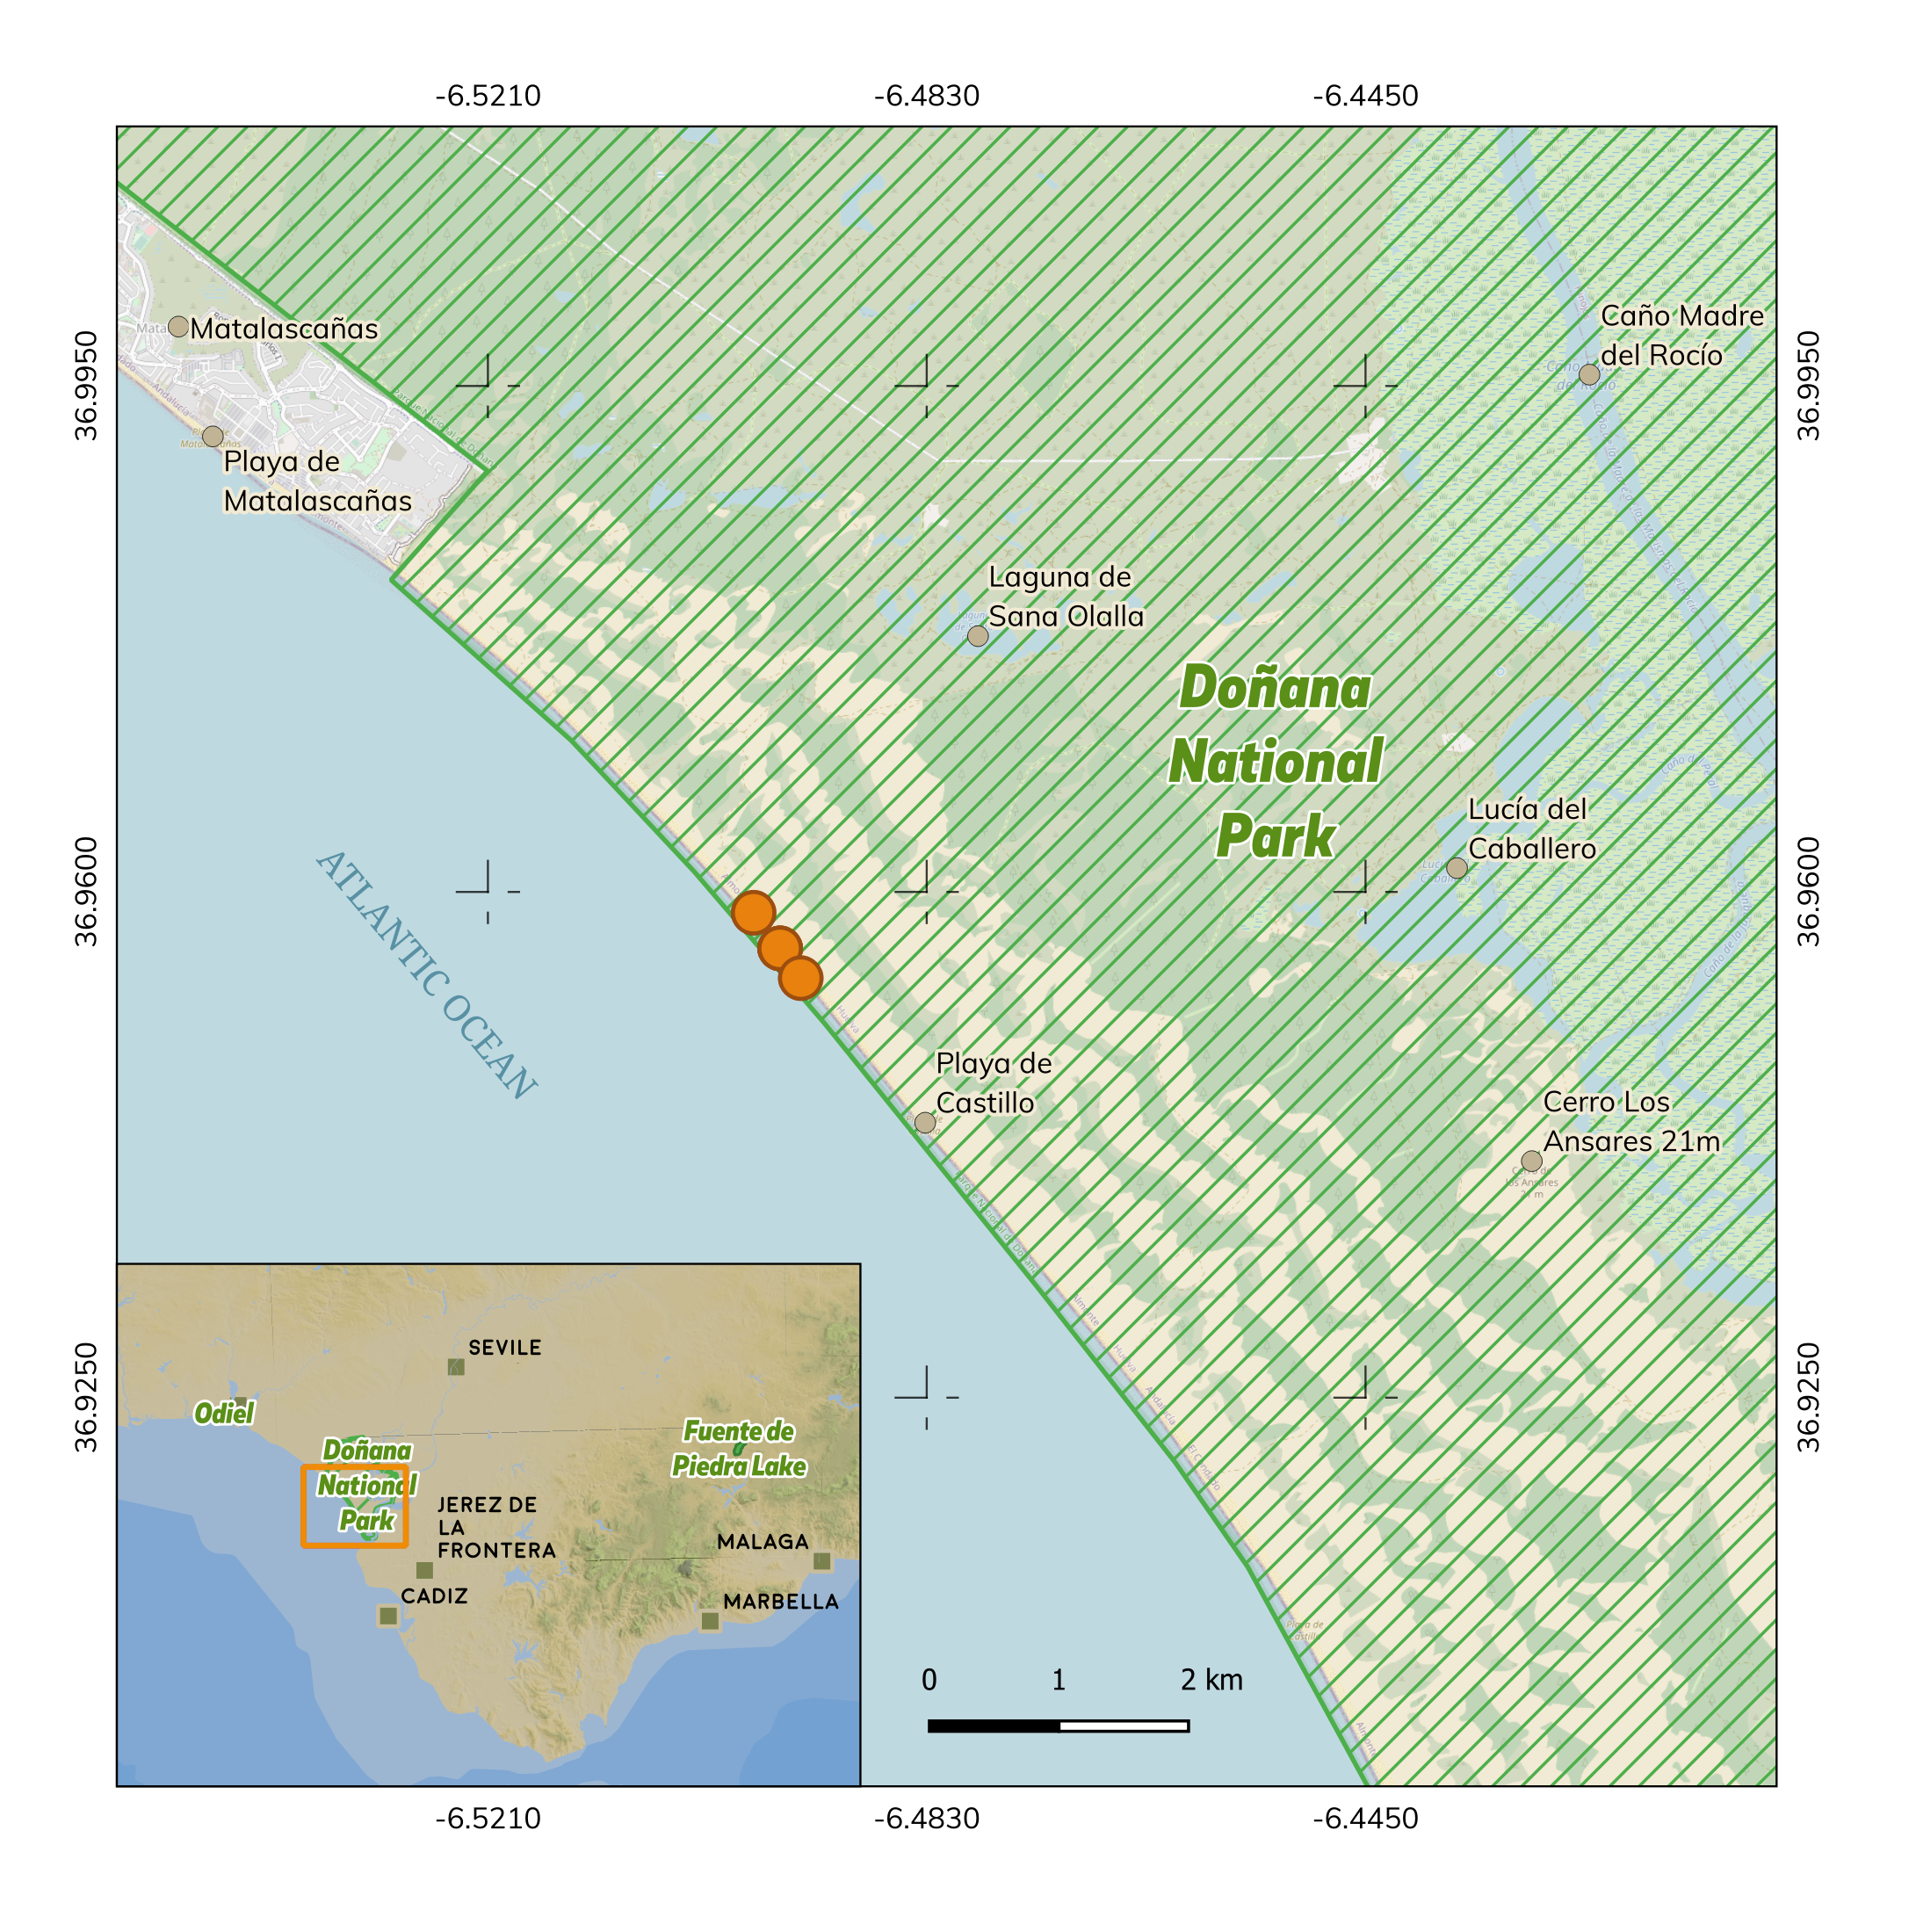 -6.5210
-6.4830
-6.4450
36.9950
36.9950
Matalascañas
Playa de
Matalascañas
Caño Madre
del Rocío
Laguna de
Sana Olalla
Doñana
National
Park
Lucía del
Caballero
36.9600
36.9600
ATLANTIC OCEAN
Playa de
Castillo
Cerro Los
Ansares 21m
36.9250
36.9250
SEVILE
Odiel
Doñana
National
Park
Fuente de
Piedra Lake
JEREZ DE
LA
FRONTERA
MALAGA
CADIZ
MARBELLA
0 1 2 km
-6.5210
-6.4830
-6.4450